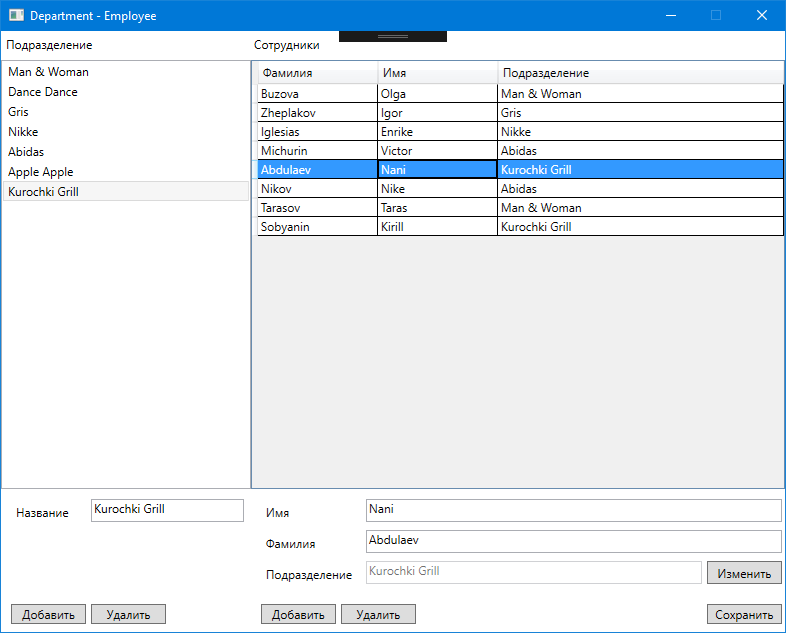 Department - Employee
Подразделение
Сотрудники
Man & Woman
Dance Dance
Gris
Nikke
Abidas
Apple Apple
Kurochki Grill
Фамилия Имя Подразделение
Buzova Olga Man & Woman
Zheplakov Igor Gris
Iglesias Enrike Nikke
Michurin Victor Abidas
Abdulaev Nani Kurochki Grill
Nikov Nike Abidas
Tarasov Taras Man & Woman
Sobyanin Kirill Kurochki Grill
Название Kurochki Grill
Добавить Удалить
Имя Nani
Фамилия Abdulaev
Подразделение Kurochki Grill Изменить
Добавить Удалить Сохранить